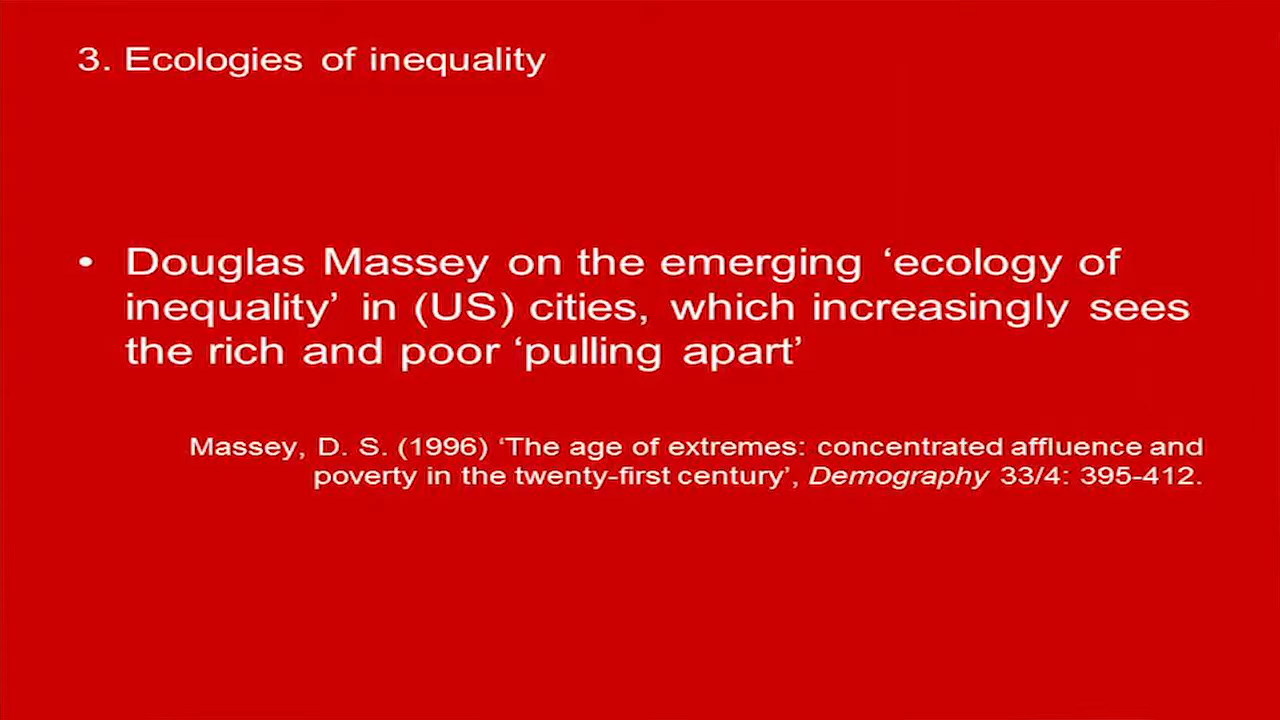 3. Ecologies of inequality
• Douglas Massey on the emerging ‘ecology of
inequality’ in (US) cities, which increasingly sees
the rich and poor ‘pulling apart’
Massey, D. S. (1996) ‘The age of extremes: concentrated affluence and
poverty in the twenty-first century’, Demography 33/4: 395-412.